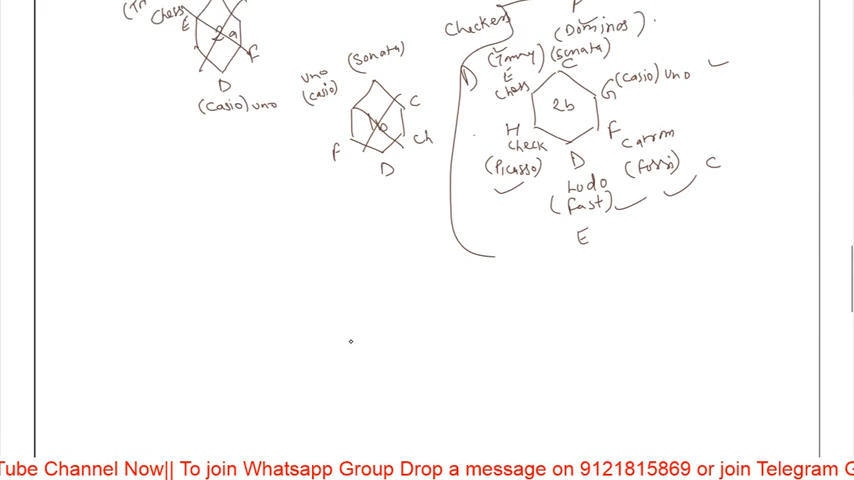 Chess
E
2a
F
D
(Casio) uno
uno
(casio)
(Sonata)
C
1b
F
Ch
D
Checkers
(Dominos).
D
(Sonata)
E
C
chess
G (Casio) uno
2b
H
F
check
Carrom
(Picasso)
D
Ludo
(Fast)
C
E
Tube Channel Now|| To join Whatsapp Group Drop a message on 9121815869 or join Telegram G